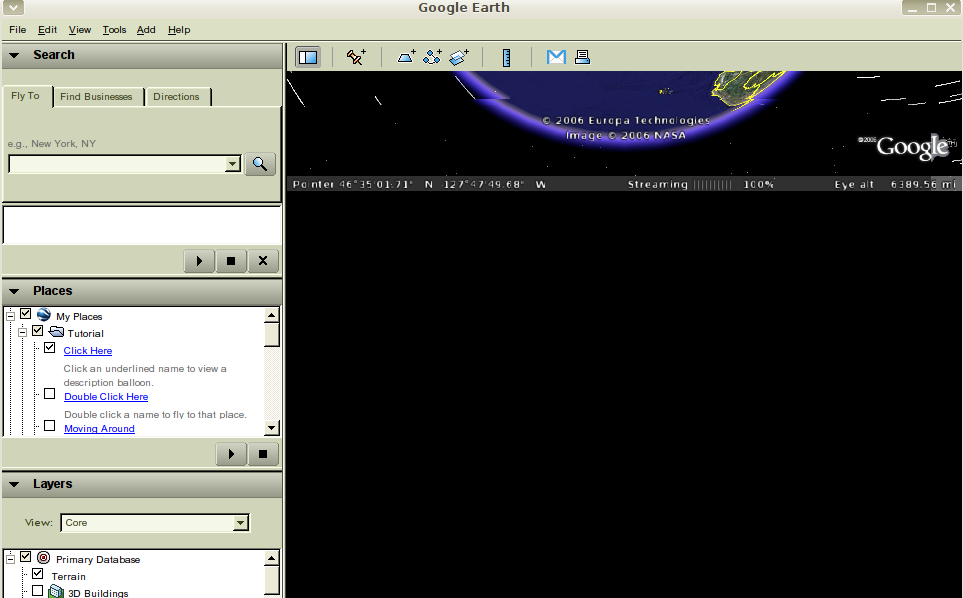 Google Earth
File Edit View Tools Add Help
Search
Fly To Find Businesses Directions
e.g., New York, NY
Places
My Places
Tutorial
Click Here
Click an underlined name to view a
description balloon.
Double Click Here
Double click a name to fly to that place.
Moving Around
Layers
View: Core
Primary Database
Terrain
3D Buildings
© 2006 Europa Technologies
Image © 2006 NASA
©2006 Google
Pointer 46°35'01.71" N 127°47'49.68" W Streaming |||||||||| 100% Eye alt 6389.56 mi